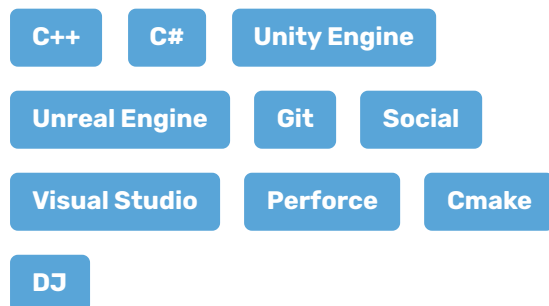 C++ C# Unity Engine
Unreal Engine Git Social
Visual Studio Perforce Cmake
DJ